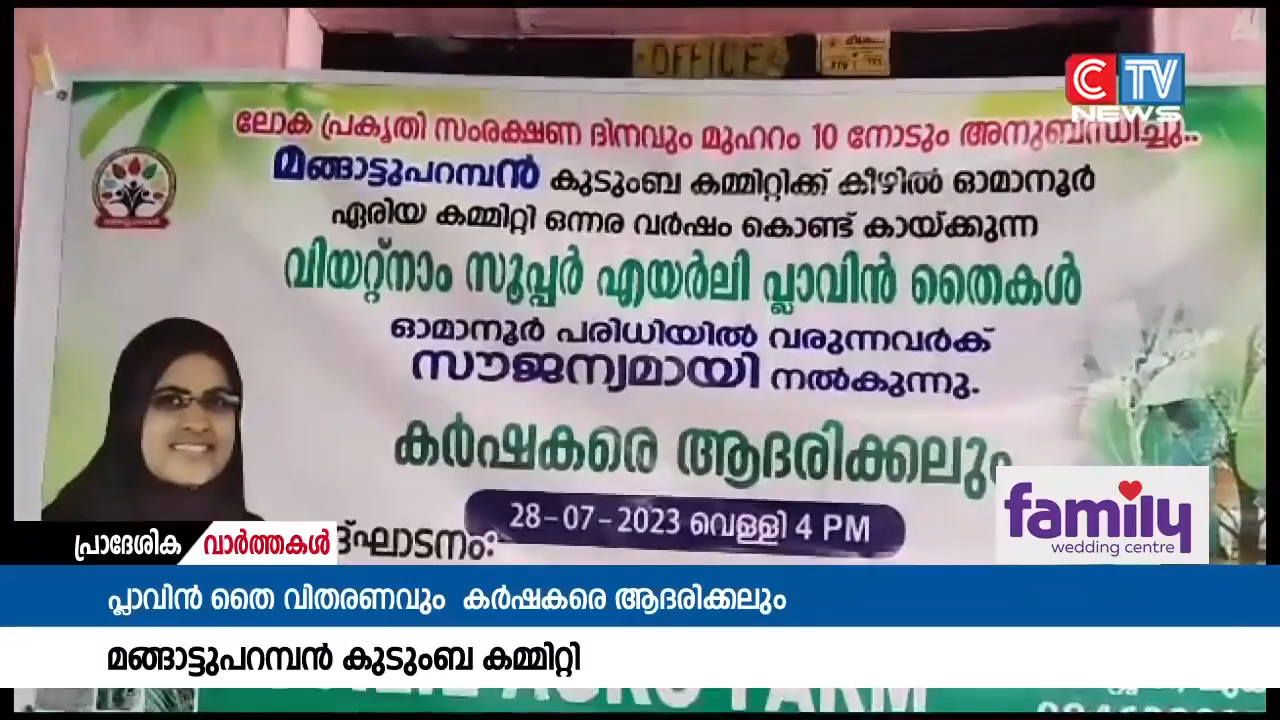 OFFICE
C TV
NEWS
ലോക പ്രകൃതി സംരക്ഷണ ദിനവും മുഹറം 10 നോടും അനുബന്ധിച്ചു..
മങ്ങാട്ടുപറമ്പൻ കുടുംബ കമ്മിറ്റിക്ക് കീഴിൽ ഓമാനൂർ
ഏരിയ കമ്മിറ്റി ഒന്നര വർഷം കൊണ്ട് കായ്ക്കുന്ന
വിയറ്റ്നാം സൂപ്പർ എയർലി പ്ലാവിൻ തൈകൾ
ഓമാനൂർ പരിധിയിൽ വരുന്നവർക്
സൗജന്യമായി നൽകുന്നു.
കർഷകരെ ആദരിക്കലും
28-07-2023 വെള്ളി 4 PM
family
wedding centre
പ്രാദേശിക വാർത്തകൾ
പ്ലാവിൻ തൈ വിതരണവും കർഷകരെ ആദരിക്കലും
മങ്ങാട്ടുപറമ്പൻ കുടുംബ കമ്മിറ്റി